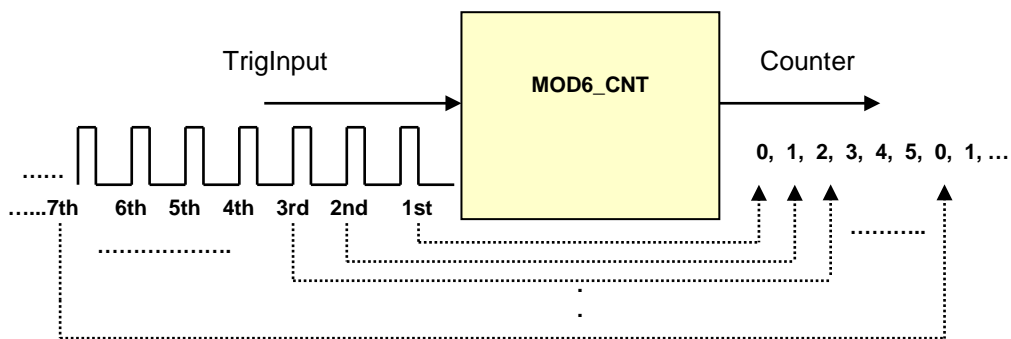 TrigInput
MOD6_CNT
Counter
0, 1, 2, 3, 4, 5, 0, 1, ...
......
......7th 6th 5th 4th 3rd 2nd 1st
...................
...........
.
.